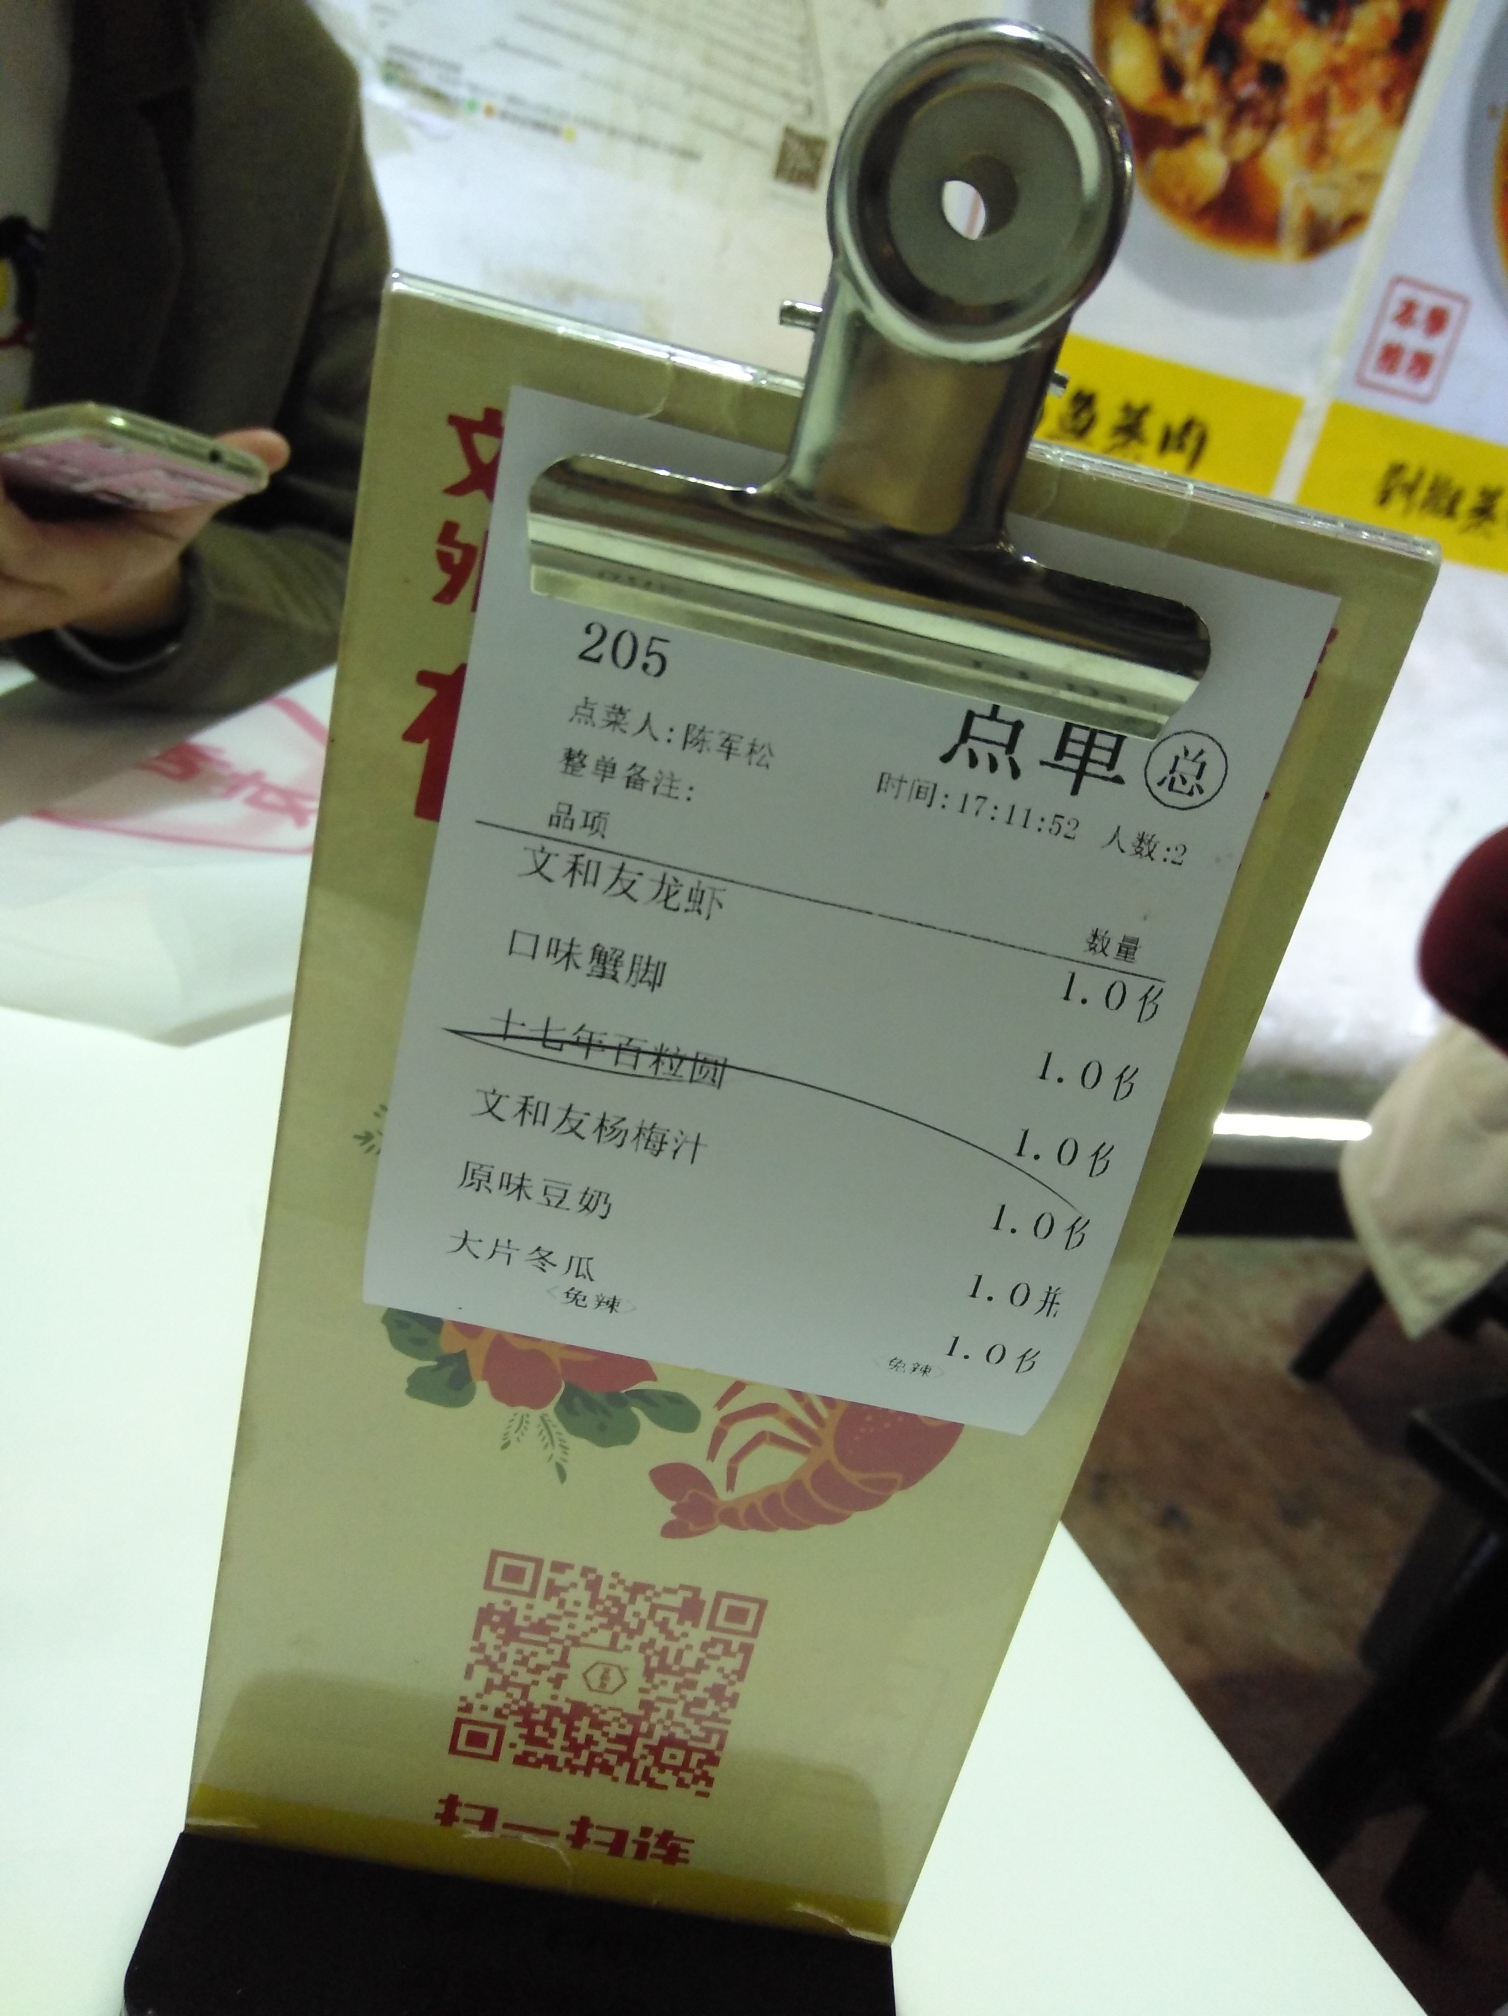 205
点单 总
点菜人:陈军松
时间:17:11:52 人数:2
整单备注:
品项 数量
文和友龙虾 1.0份
口味蟹脚 1.0份
十七年百粒圆 1.0份
文和友杨梅汁 1.0份
原味豆奶 1.0瓶
大片冬瓜 1.0份
免辣 免辣
扫一扫连